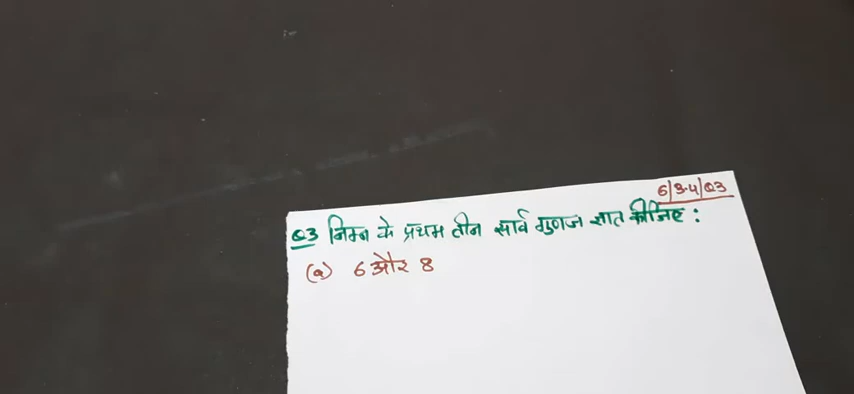 6/3.4/Q3
Q3 निम्न के प्रथम तीन सार्व गुणज ज्ञात कीजिए :
(a) 6 और 8